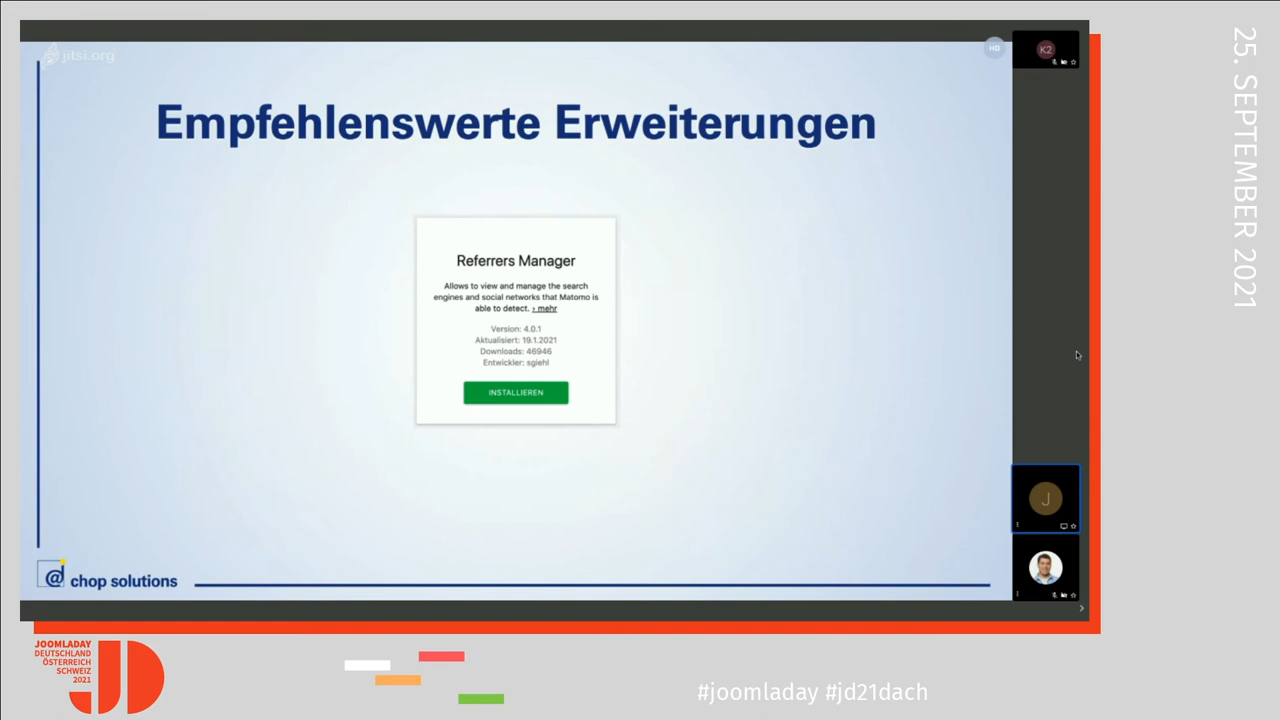 jitsi.org
HD
K2
Empfehlenswerte Erweiterungen
Referrers Manager
Allows to view and manage the search
engines and social networks that Matomo is
able to detect. › mehr
Version: 4.0.1
Aktualisiert: 19.1.2021
Downloads: 46946
Entwickler: sgiehl
INSTALLIEREN
J
@ chop solutions
25. SEPTEMBER 2021
JOOMLADAY
DEUTSCHLAND
ÖSTERREICH
SCHWEIZ
2021
JD
#joomladay #jd21dach